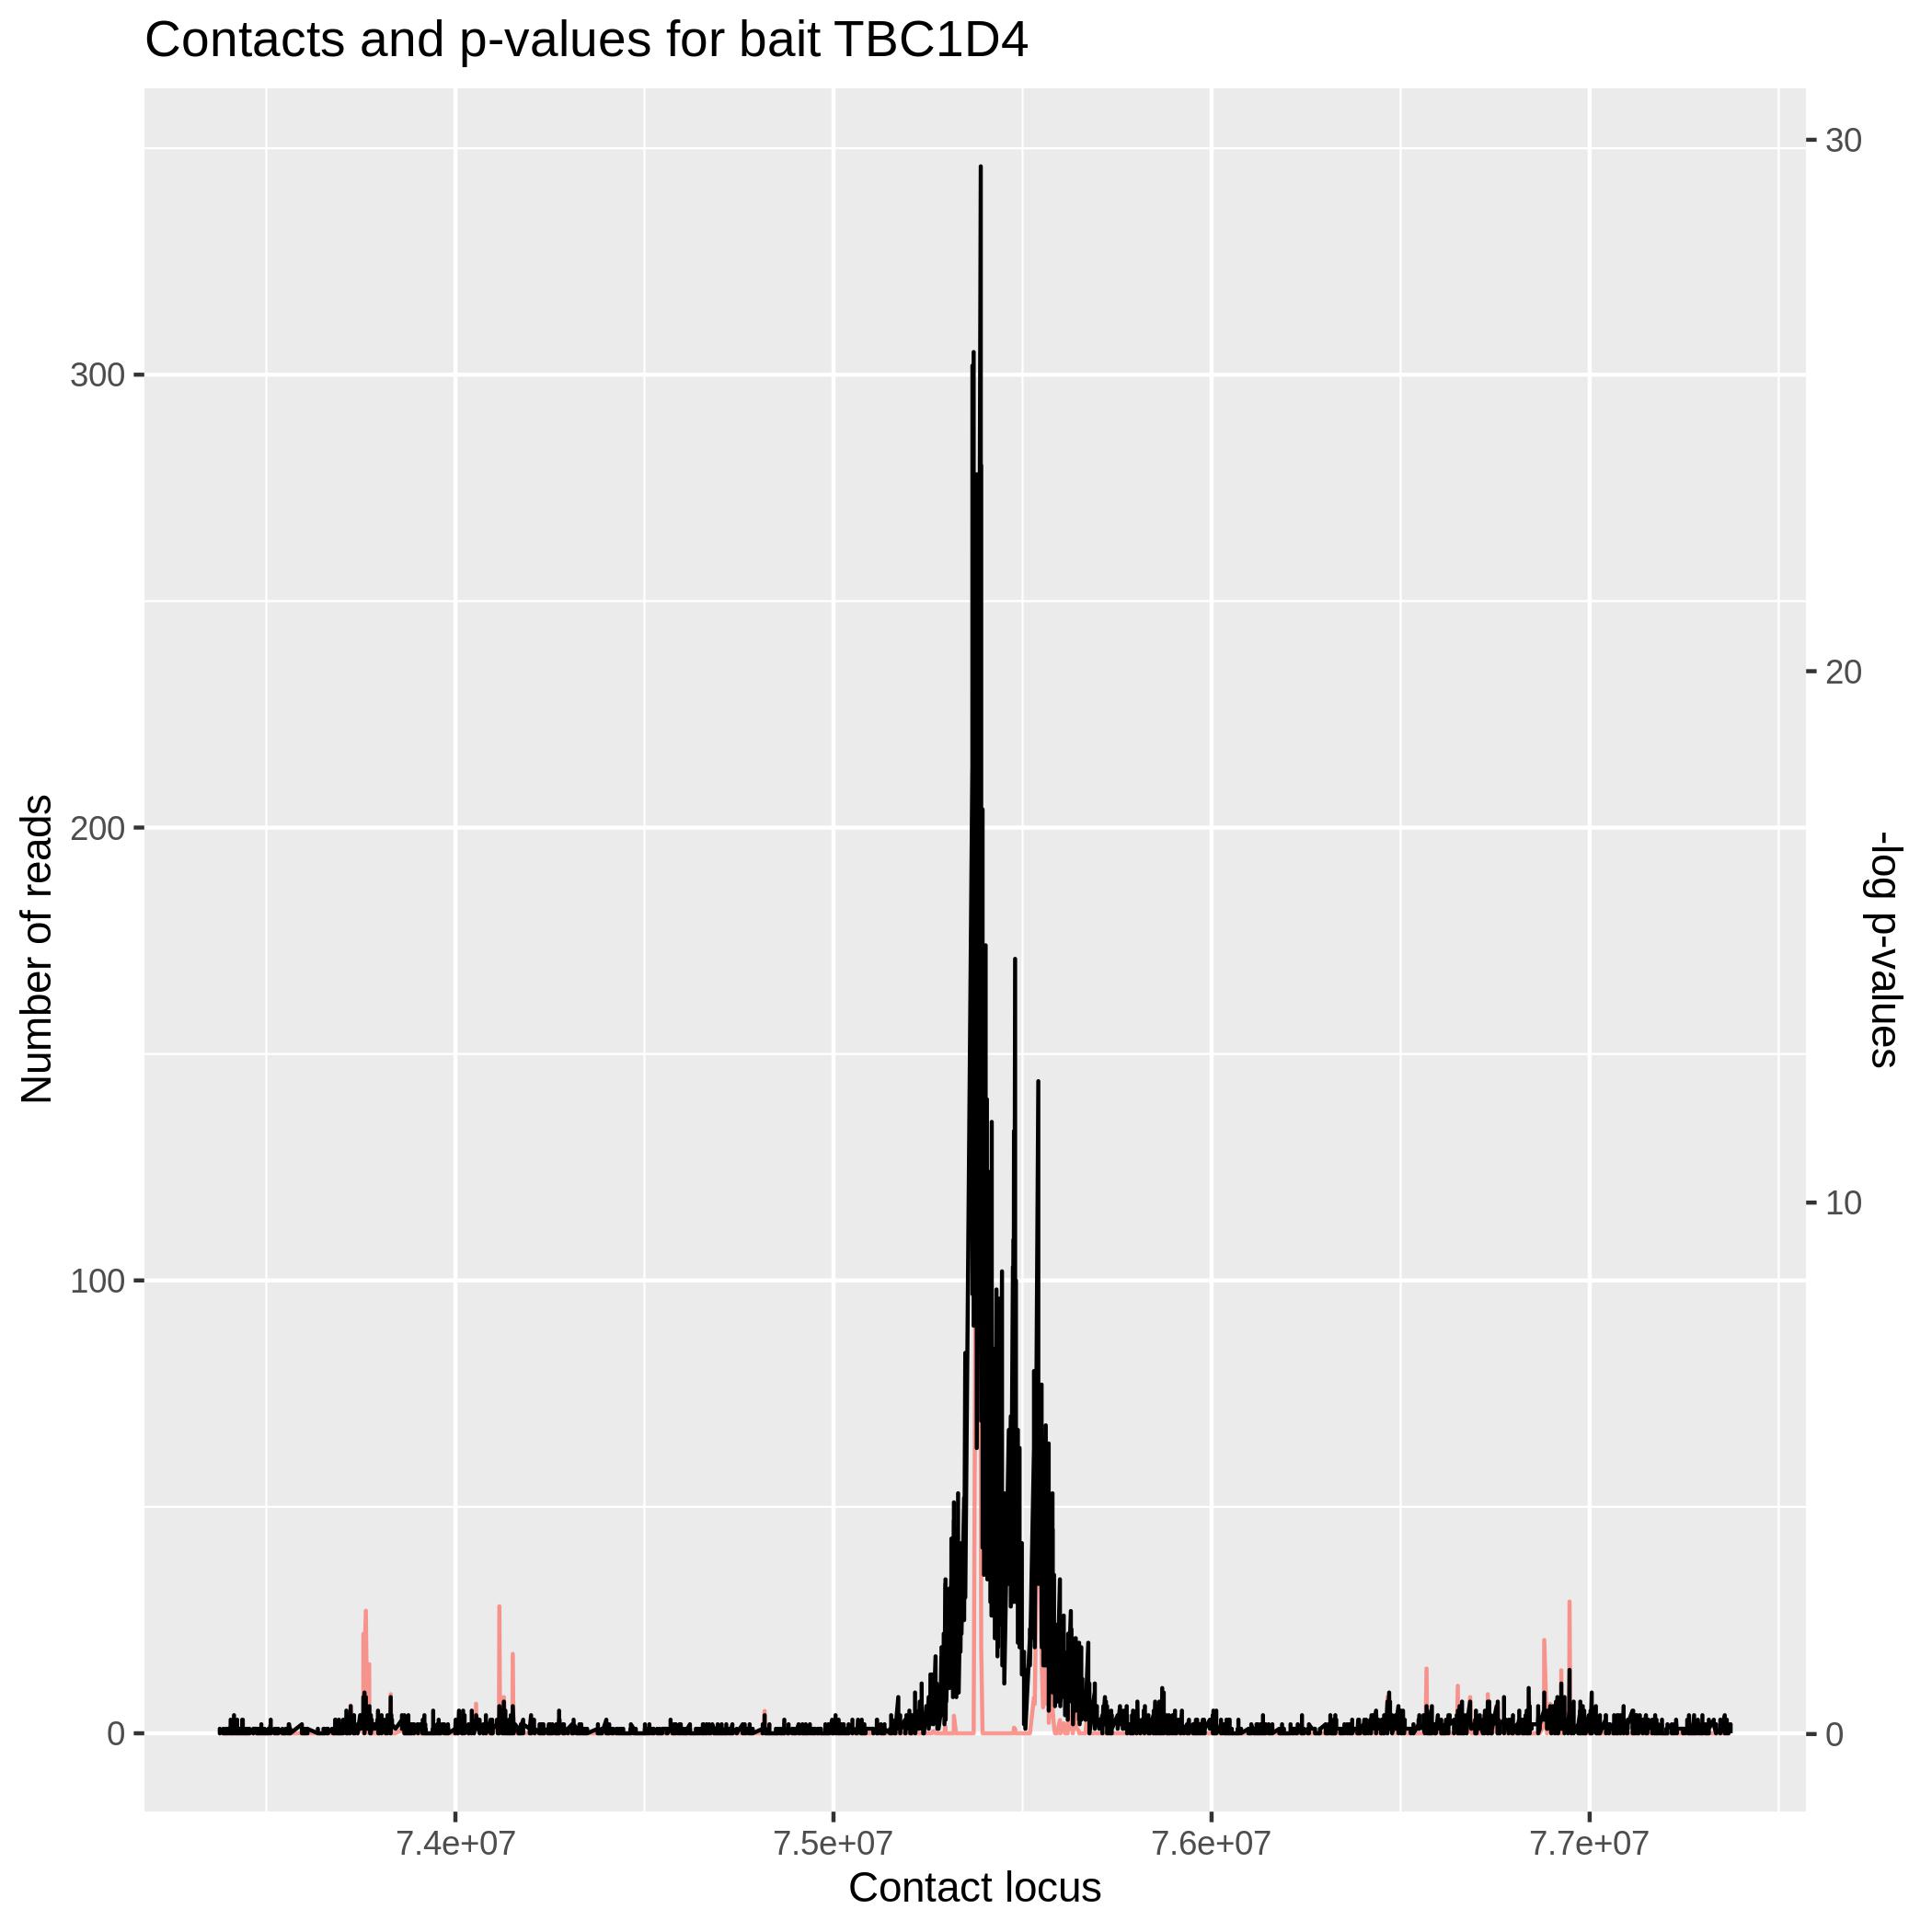 Contacts and p-values for bait TBC1D4
Number of reads
300
200
100
0
30
20
10
0
-log p-values
7.4e+07 7.5e+07 7.6e+07 7.7e+07
Contact locus